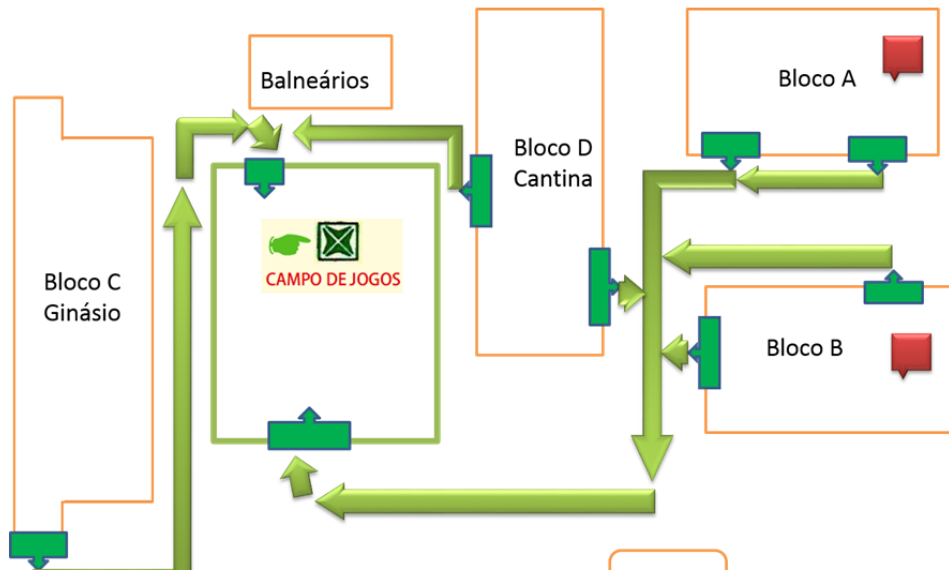 Balneários
Bloco A
Bloco D
Cantina
Bloco C
Ginásio
CAMPO DE JOGOS
Bloco B